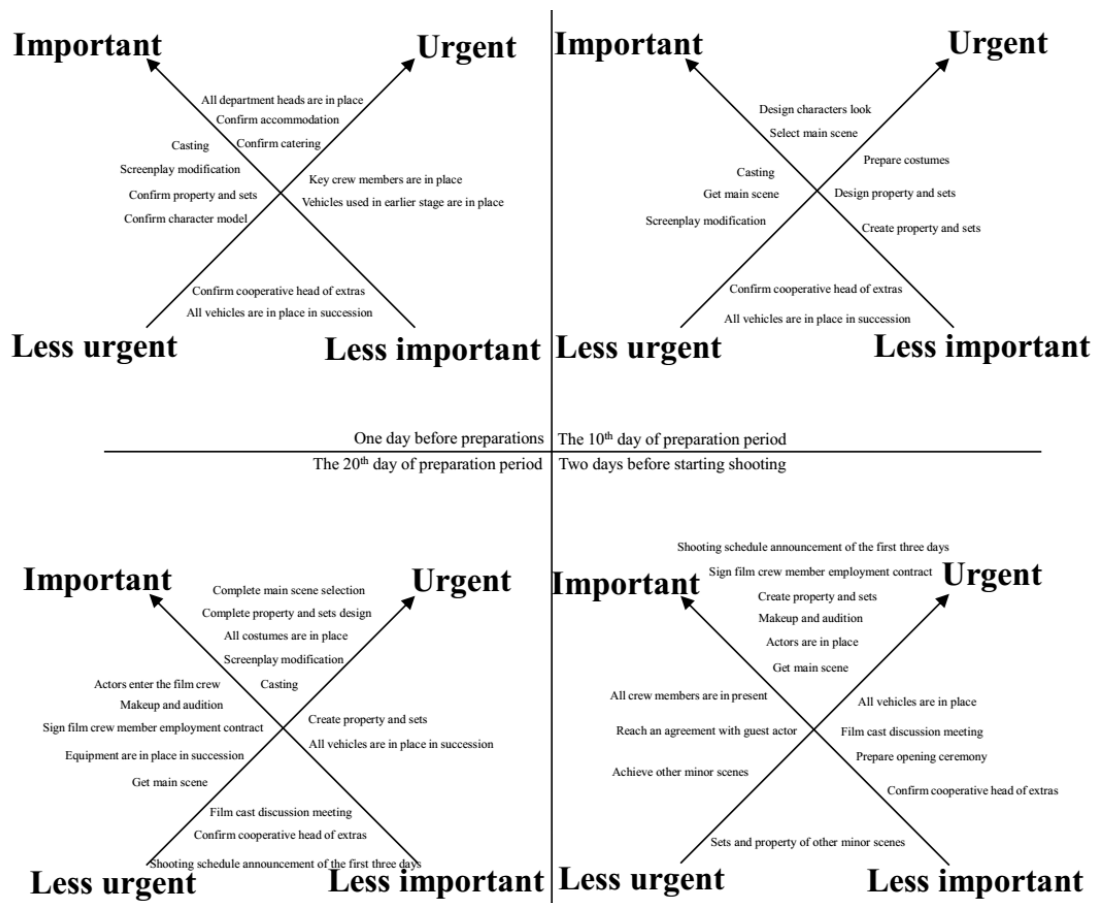 Important
Urgent
All department heads are in place
Confirm accommodation
Casting
Confirm catering
Screenplay modification
Key crew members are in place
Confirm property and sets
Vehicles used in earlier stage are in place
Confirm character model
Confirm cooperative head of extras
All vehicles are in place in succession
Less urgent
Less important
One day before preparations
Important
Urgent
Design characters look
Select main scene
Prepare costumes
Casting
Get main scene
Design property and sets
Screenplay modification
Create property and sets
Confirm cooperative head of extras
All vehicles are in place in succession
Less urgent
Less important
The 10th day of preparation period
The 20th day of preparation period
Important
Urgent
Complete main scene selection
Complete property and sets design
All costumes are in place
Screenplay modification
Actors enter the film crew
Casting
Makeup and audition
Sign film crew member employment contract
Create property and sets
All vehicles are in place in succession
Equipment are in place in succession
Get main scene
Film cast discussion meeting
Confirm cooperative head of extras
Shooting schedule announcement of the first three days
Less urgent
Less important
Two days before starting shooting
Shooting schedule announcement of the first three days
Important
Sign film crew member employment contract
Urgent
Create property and sets
Makeup and audition
Actors are in place
Get main scene
All crew members are in present
All vehicles are in place
Reach an agreement with guest actor
Film cast discussion meeting
Prepare opening ceremony
Achieve other minor scenes
Confirm cooperative head of extras
Sets and property of other minor scenes
Less urgent
Less important